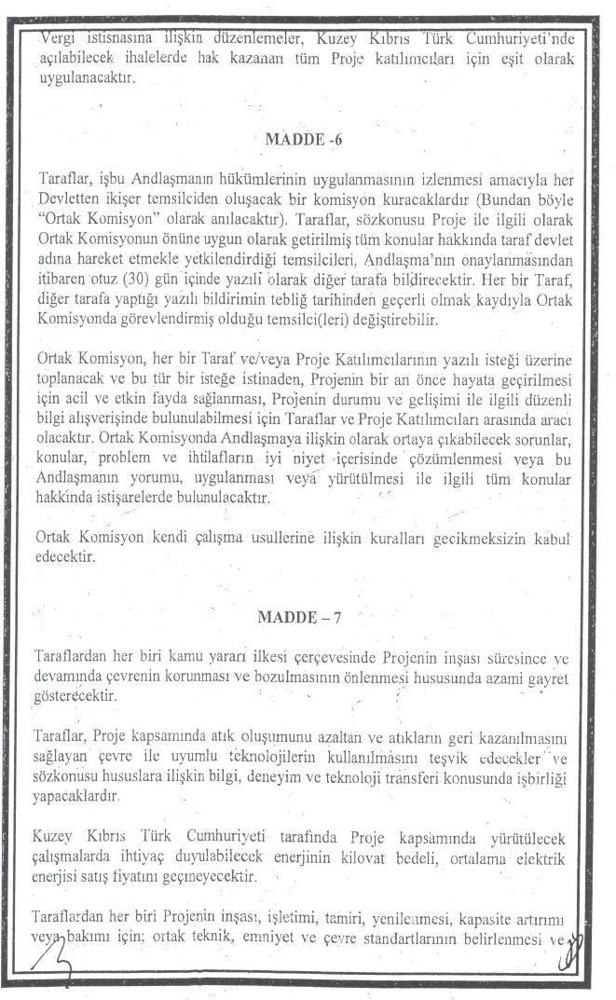 Vergi istisnasına ilişkin düzenlemeler, Kuzey Kıbrıs Türk Cumhuriyeti'nde
açılabilecek ihalelerde hak kazanan tüm Proje katılımcıları için eşit olarak
uygulanacaktır.
MADDE -6
Taraflar, işbu Andlaşmanın hükümlerinin uygulanmasının izlenmesi amacıyla her
Devletten ikişer temsilciden oluşacak bir komisyon kuracaklardır (Bundan böyle
“Ortak Komisyon” olarak anılacaktır). Taraflar, sözkonusu Proje ile ilgili olarak
Ortak Komisyonun önüne uygun olarak getirilmiş tüm konular hakkında taraf devlet
adına hareket etmekle yetkilendirdiği temsilcileri, Andlaşma’nın onaylanmasından
itibaren otuz (30) gün içinde yazılı olarak diğer tarafa bildirecektir. Her bir Taraf,
diğer tarafa yaptığı yazılı bildirimin tebliğ tarihinden geçerli olmak kaydıyla Ortak
Komisyonda görevlendirmiş olduğu temsilci(leri) değiştirebilir.
Ortak Komisyon, her bir Taraf ve/veya Proje Katılımcılarının yazılı isteği üzerine
toplanacak ve bu tür bir isteğe istinaden, Projenin bir an önce hayata geçirilmesi
için acil ve etkin fayda sağlanması, Projenin durumu ve gelişimi ile ilgili düzenli
bilgi alışverişinde bulunulabilmesi için Taraflar ve Proje Katılımcıları arasında aracı
olacaktır. Ortak Komisyonda Andlaşmaya ilişkin olarak ortaya çıkabilecek sorunlar,
konular, problem ve ihtilafların iyi niyet içerisinde çözümlenmesi veya bu
Andlaşmanın yorumu, uygulanması veya yürütülmesi ile ilgili tüm konular
hakkında istişarelerde bulunulacaktır.
Ortak Komisyon kendi çalışma usullerine ilişkin kuralları gecikmeksizin kabul
edecektir.
MADDE – 7
Taraflardan her biri kamu yararı ilkesi çerçevesinde Projenin inşası süresince ve
devamında çevrenin korunması ve bozulmasının önlenmesi hususunda azami gayret
gösterecektir.
Taraflar, Proje kapsamında atık oluşumunu azaltan ve atıkların geri kazanılmasını
sağlayan çevre ile uyumlu teknolojilerin kullanılmasını teşvik edecekler ve
sözkonusu hususlara ilişkin bilgi, deneyim ve teknoloji transferi konusunda işbirliği
yapacaklardır.
Kuzey Kıbrıs Türk Cumhuriyeti tarafında Proje kapsamında yürütülecek
çalışmalarda ihtiyaç duyulabilecek enerjinin kilovat bedeli, ortalama elektrik
enerjisi satış fiyatını geçmeyecektir.
Taraflardan her biri Projenin inşası, işletimi, tamiri, yenilenmesi, kapasite artırımı
veya bakımı için; ortak teknik, emniyet ve çevre standartlarının belirlenmesi ve